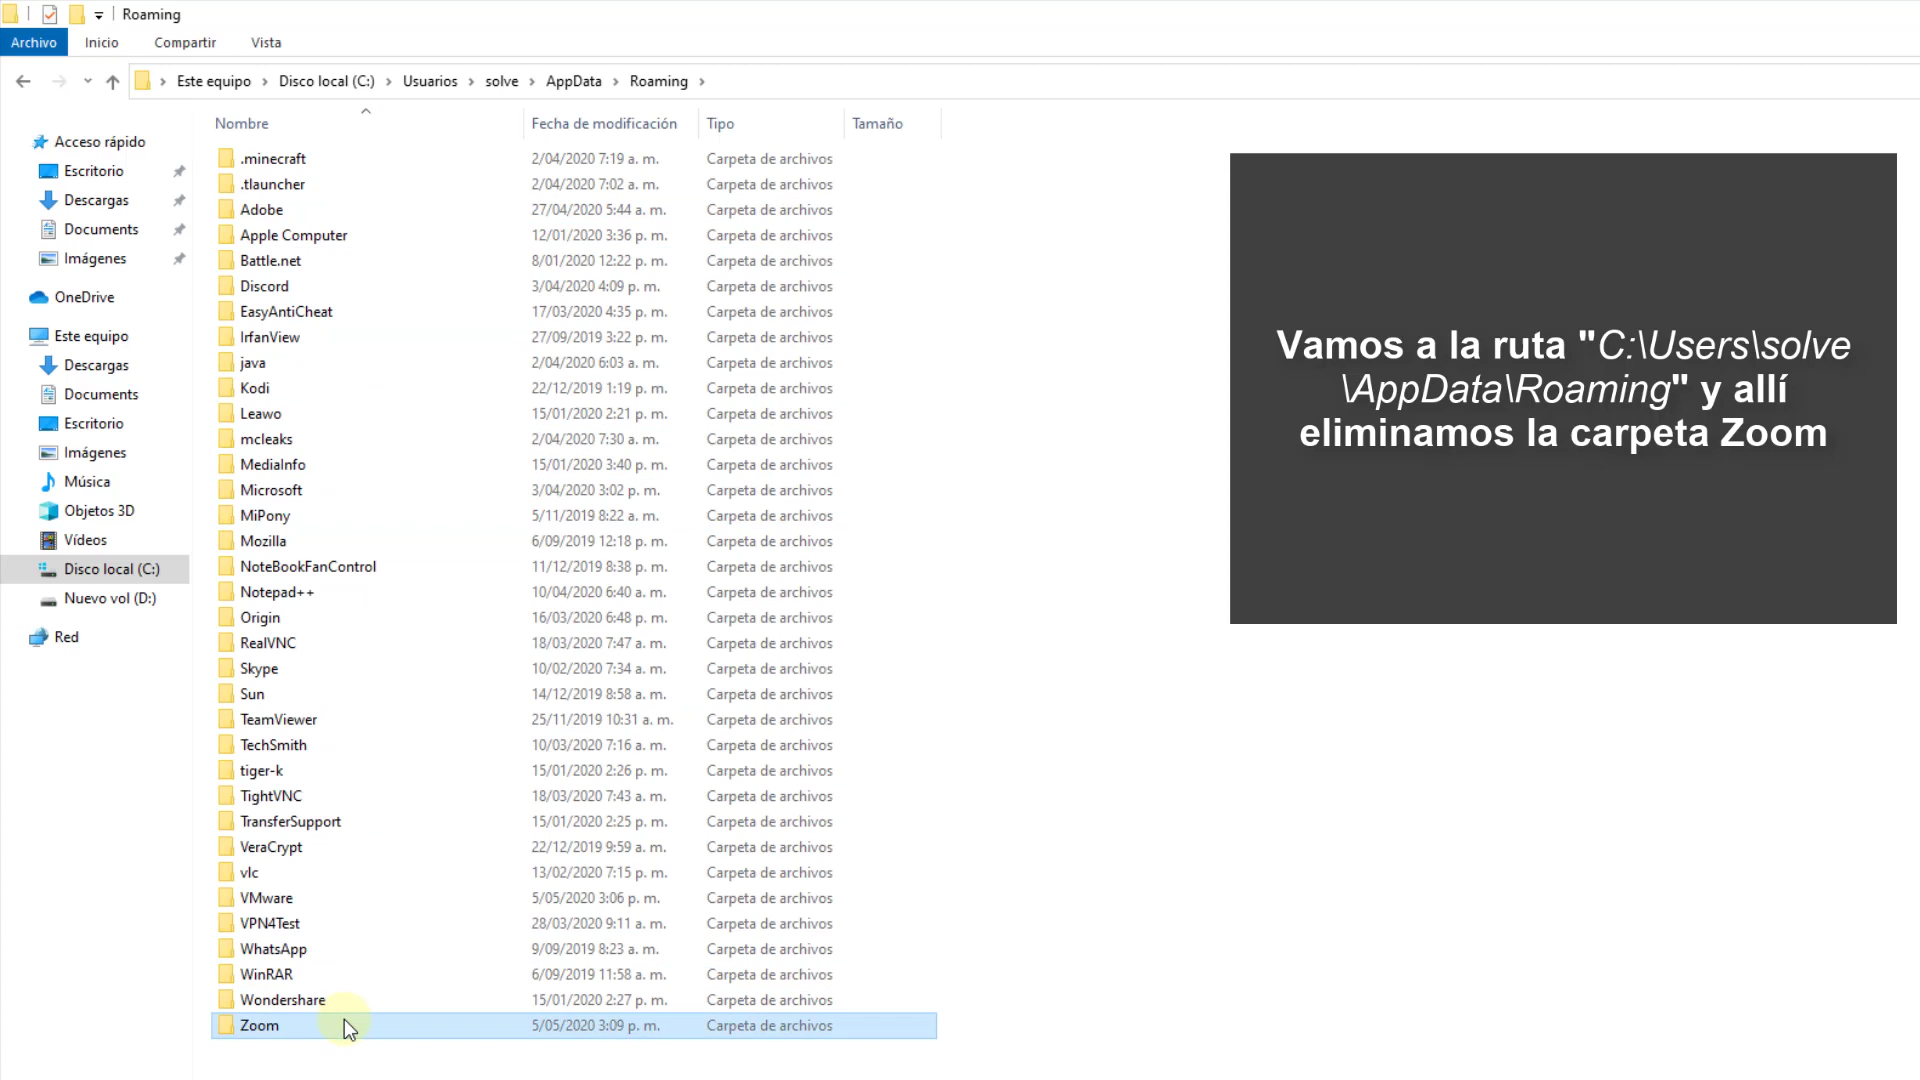 Roaming
Archivo Inicio Compartir Vista
Este equipo Disco local (C:) Usuarios solve AppData Roaming
Nombre Fecha de modificación Tipo Tamaño
Acceso rápido
Escritorio
Descargas
Documents
Imágenes
OneDrive
Este equipo
Descargas
Documents
Escritorio
Imágenes
Música
Objetos 3D
Vídeos
Disco local (C:)
Nuevo vol (D:)
Red
.minecraft 2/04/2020 7:19 a. m. Carpeta de archivos
.tlauncher 2/04/2020 7:02 a. m. Carpeta de archivos
Adobe 27/04/2020 5:44 a. m. Carpeta de archivos
Apple Computer 12/01/2020 3:36 p. m. Carpeta de archivos
Battle.net 8/01/2020 12:22 p. m. Carpeta de archivos
Discord 3/04/2020 4:09 p. m. Carpeta de archivos
EasyAntiCheat 17/03/2020 4:35 p. m. Carpeta de archivos
IrfanView 27/09/2019 3:22 p. m. Carpeta de archivos
java 2/04/2020 6:03 a. m. Carpeta de archivos
Kodi 22/12/2019 1:19 p. m. Carpeta de archivos
Leawo 15/01/2020 2:21 p. m. Carpeta de archivos
mcleaks 2/04/2020 7:30 a. m. Carpeta de archivos
MediaInfo 15/01/2020 3:40 p. m. Carpeta de archivos
Microsoft 3/04/2020 3:02 p. m. Carpeta de archivos
MiPony 5/11/2019 8:22 a. m. Carpeta de archivos
Mozilla 6/09/2019 12:18 p. m. Carpeta de archivos
NoteBookFanControl 11/12/2019 8:38 p. m. Carpeta de archivos
Notepad++ 10/04/2020 6:40 a. m. Carpeta de archivos
Origin 16/03/2020 6:48 p. m. Carpeta de archivos
RealVNC 18/03/2020 7:47 a. m. Carpeta de archivos
Skype 10/02/2020 7:34 a. m. Carpeta de archivos
Sun 14/12/2019 8:58 a. m. Carpeta de archivos
TeamViewer 25/11/2019 10:31 a. m. Carpeta de archivos
TechSmith 10/03/2020 7:16 a. m. Carpeta de archivos
tiger-k 15/01/2020 2:26 p. m. Carpeta de archivos
TightVNC 18/03/2020 7:43 a. m. Carpeta de archivos
TransferSupport 15/01/2020 2:25 p. m. Carpeta de archivos
VeraCrypt 22/12/2019 9:59 a. m. Carpeta de archivos
vlc 13/02/2020 7:15 p. m. Carpeta de archivos
VMware 5/05/2020 3:06 p. m. Carpeta de archivos
VPN4Test 28/03/2020 9:11 a. m. Carpeta de archivos
WhatsApp 9/09/2019 8:23 a. m. Carpeta de archivos
WinRAR 6/09/2019 11:58 a. m. Carpeta de archivos
Wondershare 15/01/2020 2:27 p. m. Carpeta de archivos
Zoom 5/05/2020 3:09 p. m. Carpeta de archivos
Vamos a la ruta "C:\Users\solve
\AppData\Roaming" y allí
eliminamos la carpeta Zoom